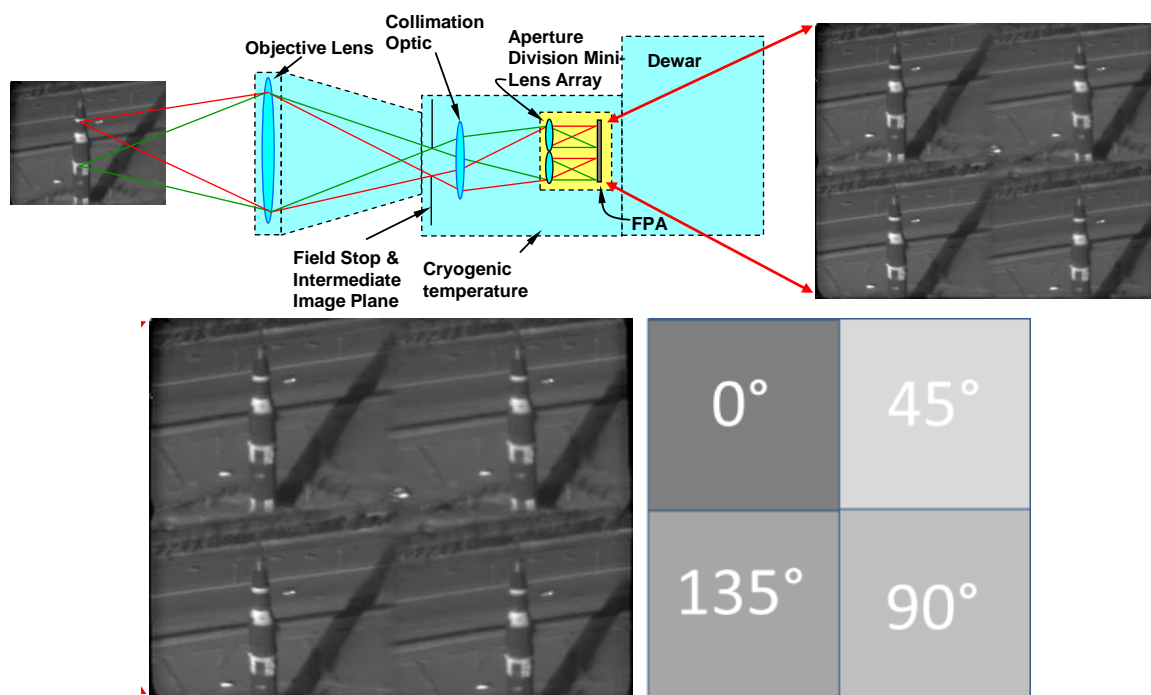 Objective Lens
Collimation
Optic
Aperture
Division Mini-
Lens Array
Dewar
FPA
Field Stop &
Intermediate
Image Plane
Cryogenic
temperature
0°
45°
135°
90°